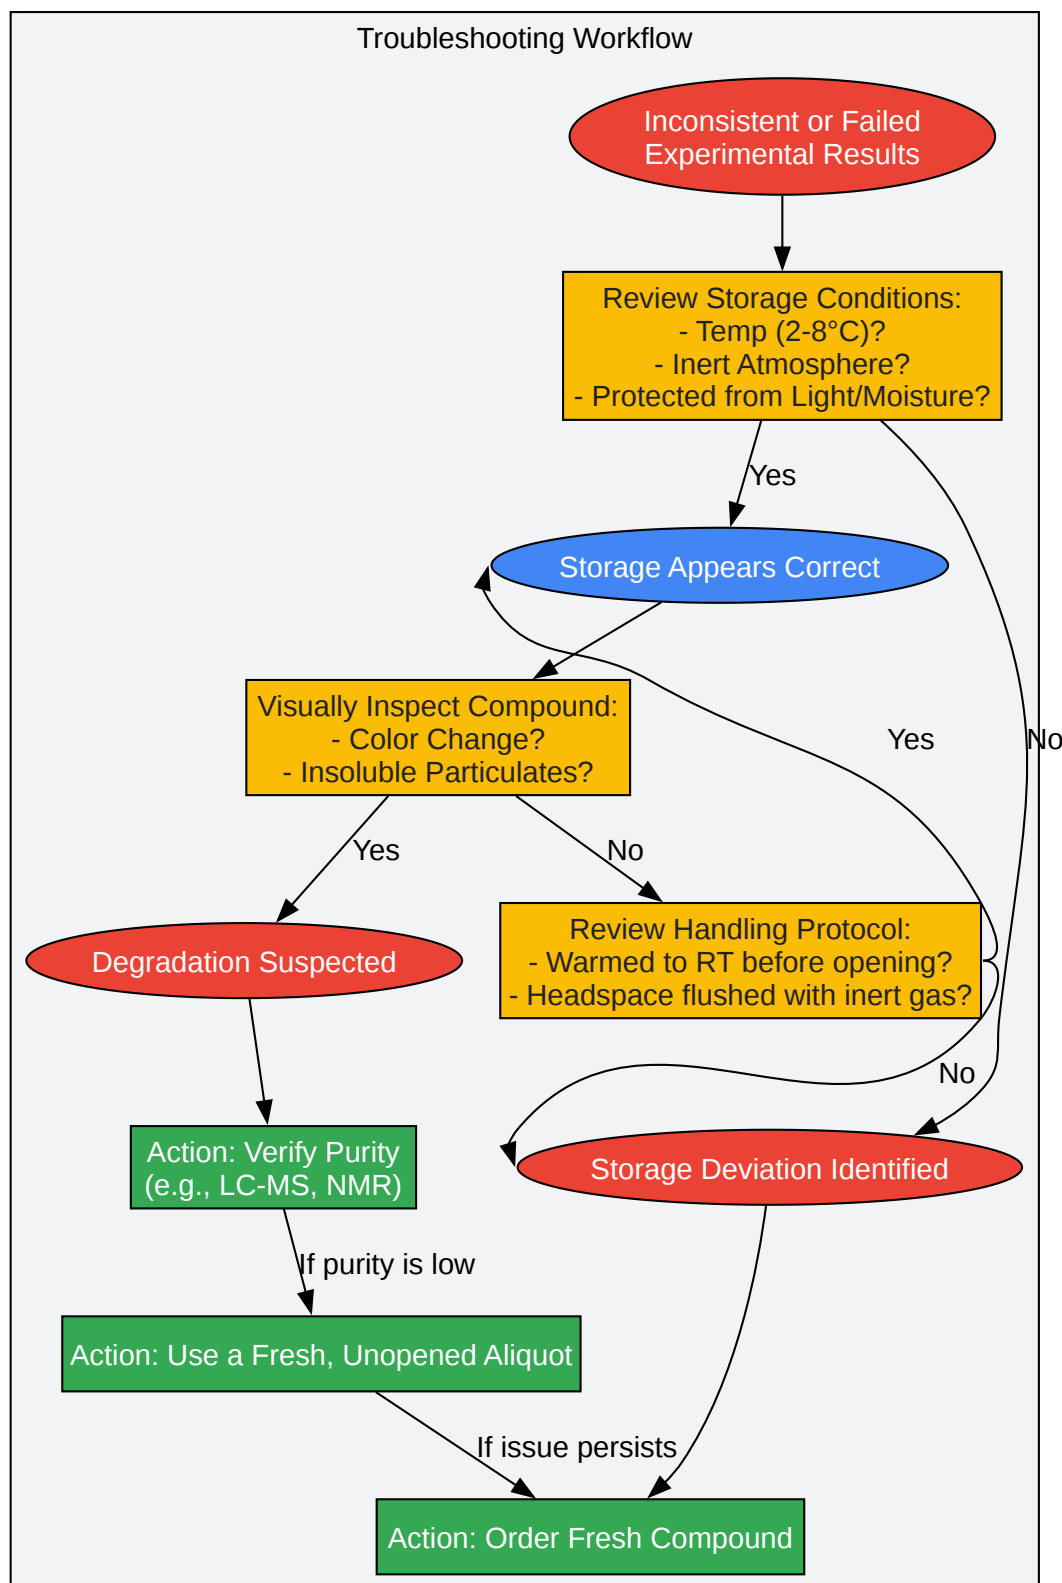 Troubleshooting Workflow
Inconsistent or Failed
Experimental Results
Review Storage Conditions:
- Temp (2-8°C)?
- Inert Atmosphere?
- Protected from Light/Moisture?
Yes
Storage Appears Correct
Visually Inspect Compound:
- Color Change?
- Insoluble Particulates?
Yes
No
Yes
No
Degradation Suspected
Review Handling Protocol:
- Warmed to RT before opening?
- Headspace flushed with inert gas?
No
Action: Verify Purity
(e.g., LC-MS, NMR)
Storage Deviation Identified
If purity is low
Action: Use a Fresh, Unopened Aliquot
If issue persists
Action: Order Fresh Compound